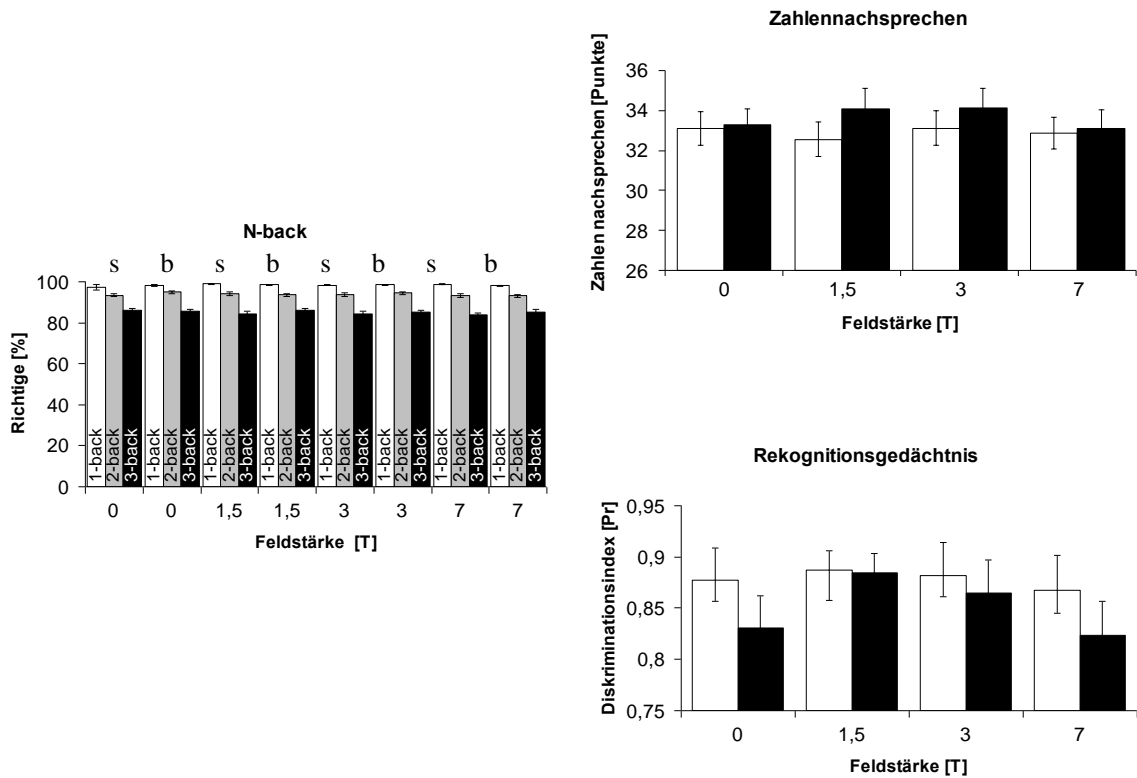 N-back
s b s b s b s b
Richtige [%]
100
80
60
40
20
0
1-back 2-back 3-back 1-back 2-back 3-back 1-back 2-back 3-back 1-back 2-back 3-back 1-back 2-back 3-back 1-back 2-back 3-back 1-back 2-back 3-back 1-back 2-back 3-back
0 0 1,5 1,5 3 3 7 7
Feldstärke [T]
Zahlennachsprechen
Zahlen nachsprechen [Punkte]
36
34
32
30
28
26
0 1,5 3 7
Feldstärke [T]
Rekognitionsgedächtnis
Diskriminationsindex [Pr]
0,95
0,9
0,85
0,8
0,75
0 1,5 3 7
Feldstärke [T]